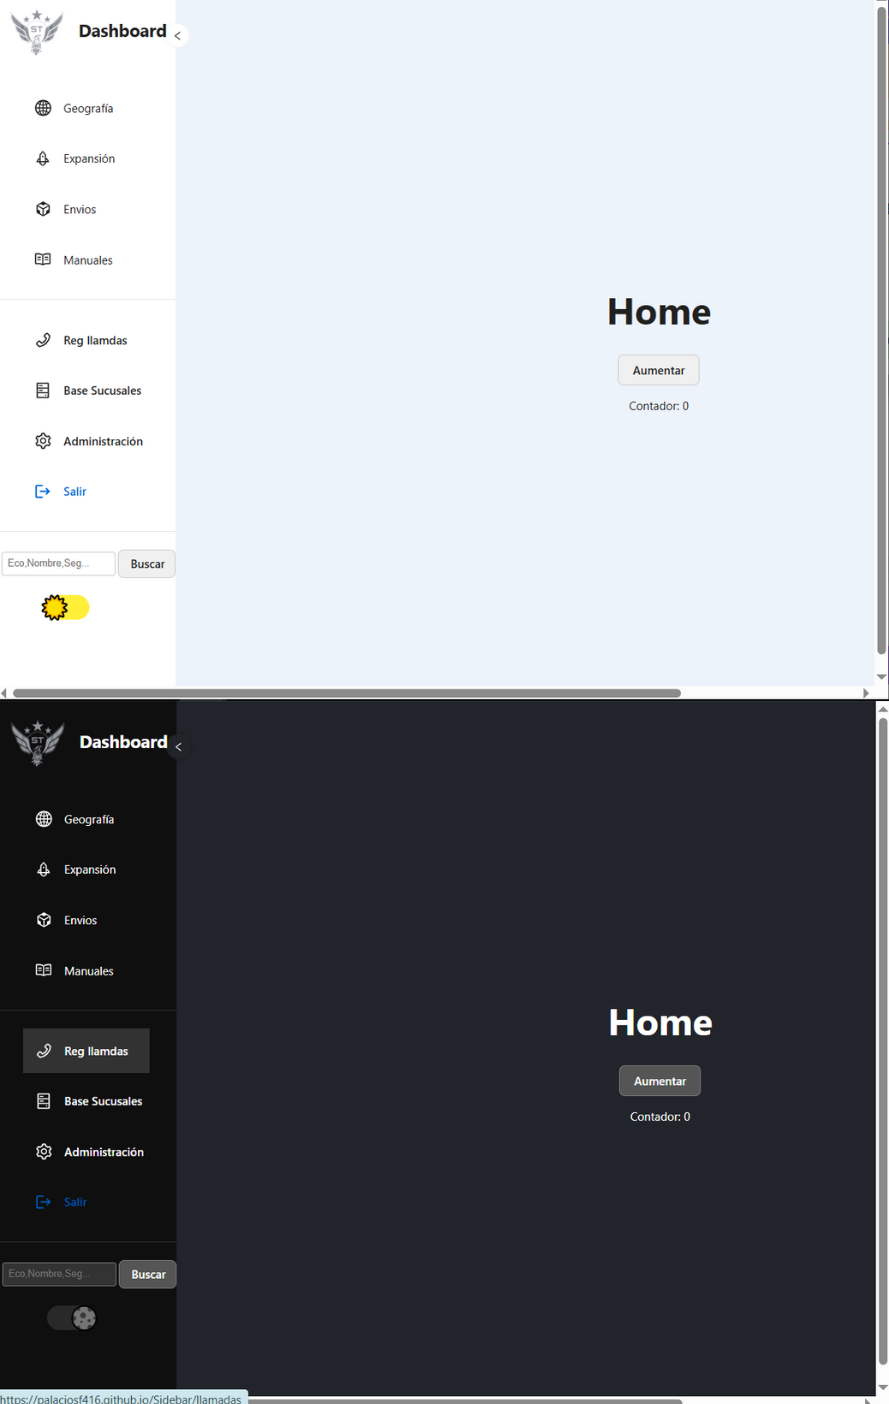 ST
Dashboard
<
Geografía
Expansión
Envios
Manuales
Reg llamdas
Base Sucusales
Administración
Salir
Eco,Nombre,Seg...
Buscar
Home
Aumentar
Contador: 0
ST
Dashboard
<
Geografía
Expansión
Envios
Manuales
Reg llamdas
Base Sucusales
Administración
Salir
Eco,Nombre,Seg...
Buscar
Home
Aumentar
Contador: 0
https://palaciosf416.github.io/Sidebar/llamadas